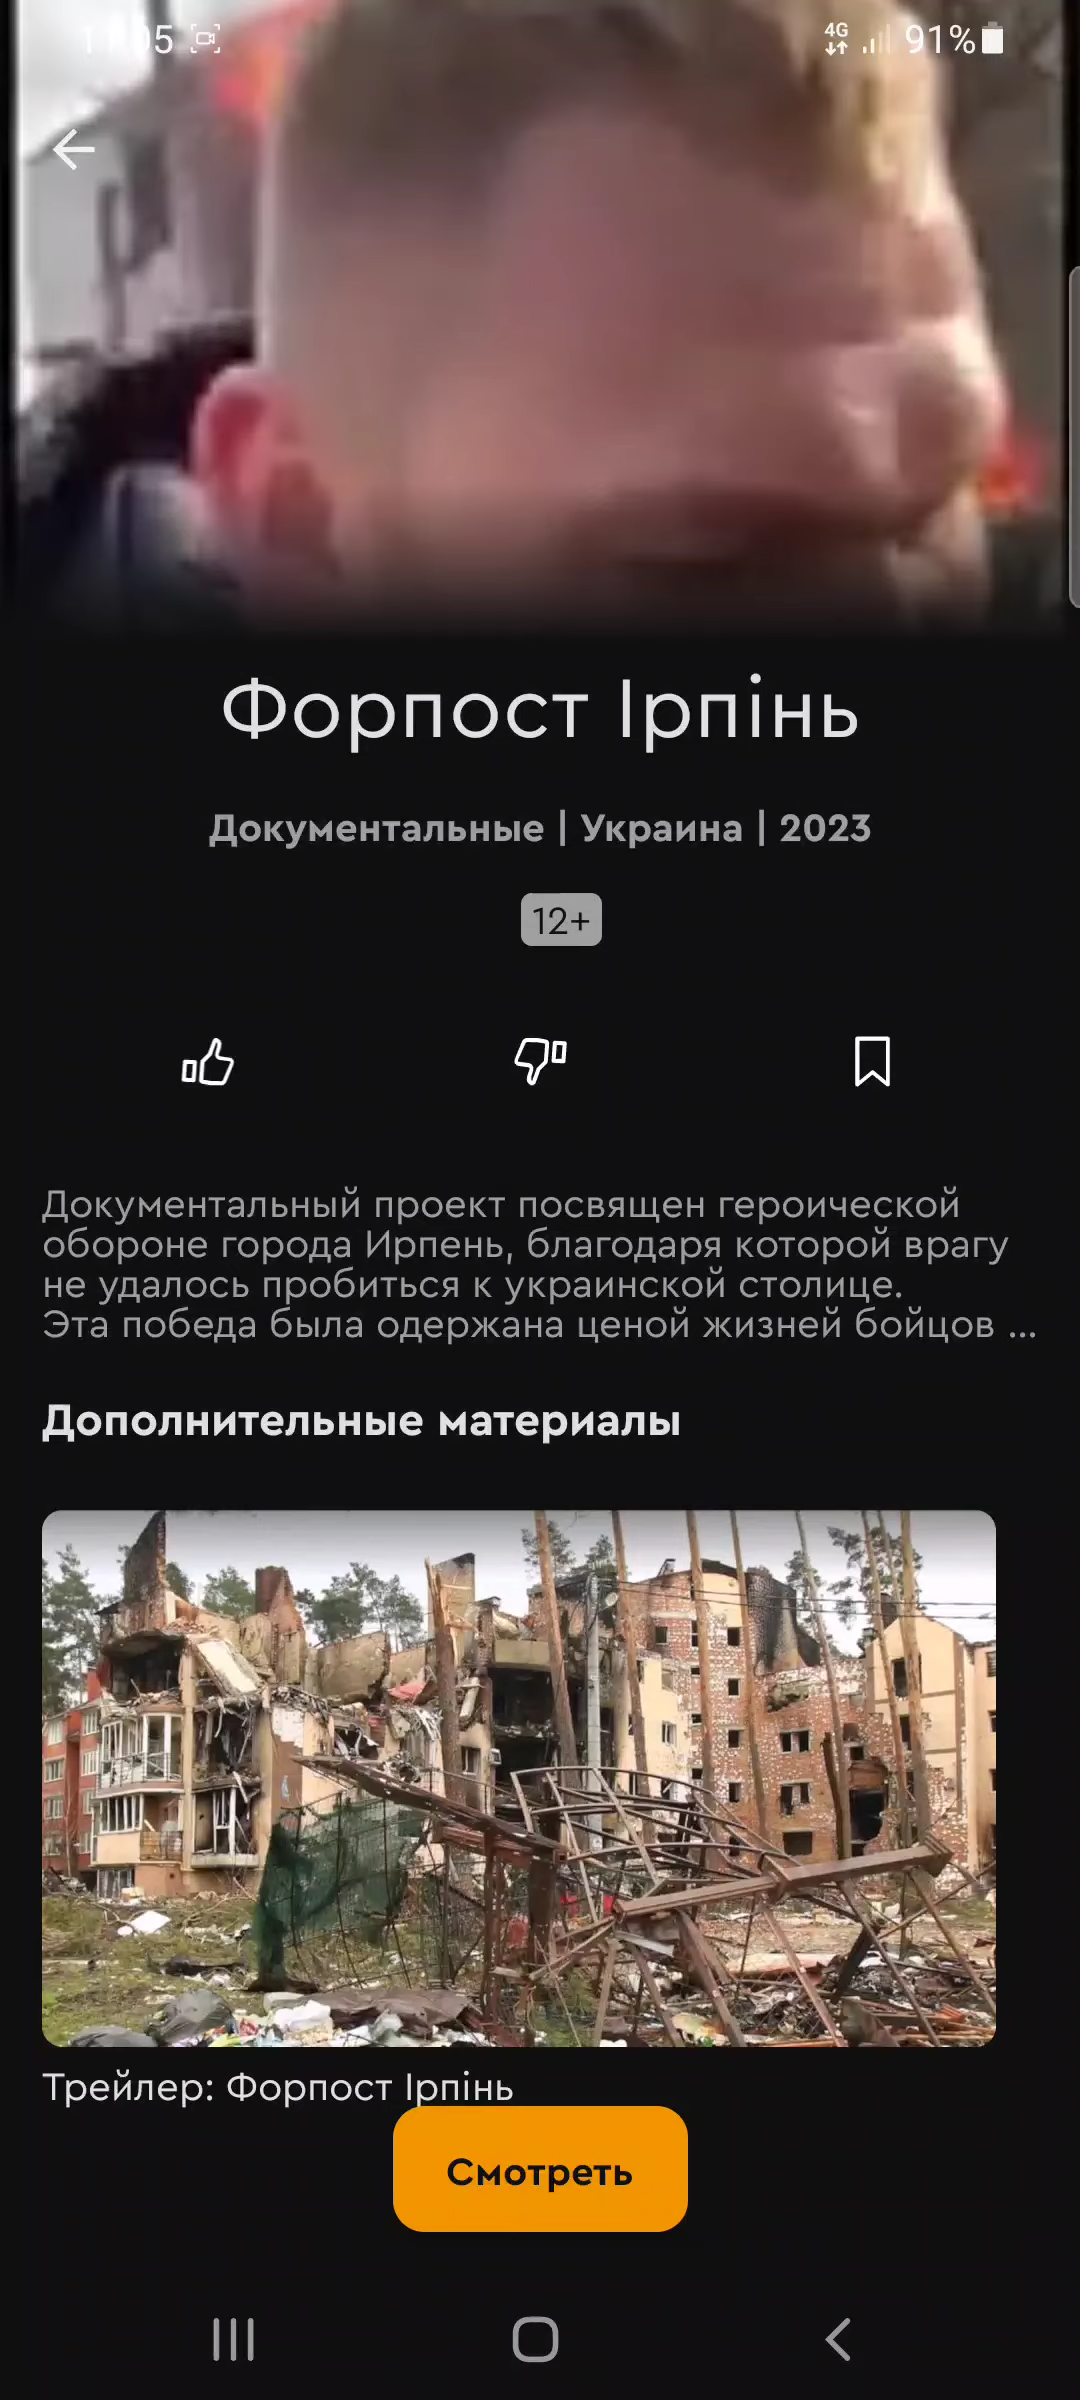 4G 91%
Форпост Ірпінь
Документальные | Украина | 2023
12+
Документальный проект посвящен героической
обороне города Ирпень, благодаря которой врагу
не удалось пробиться к украинской столице.
Эта победа была одержана ценой жизней бойцов ...
Дополнительные материалы
Трейлер: Форпост Ірпінь
Смотреть